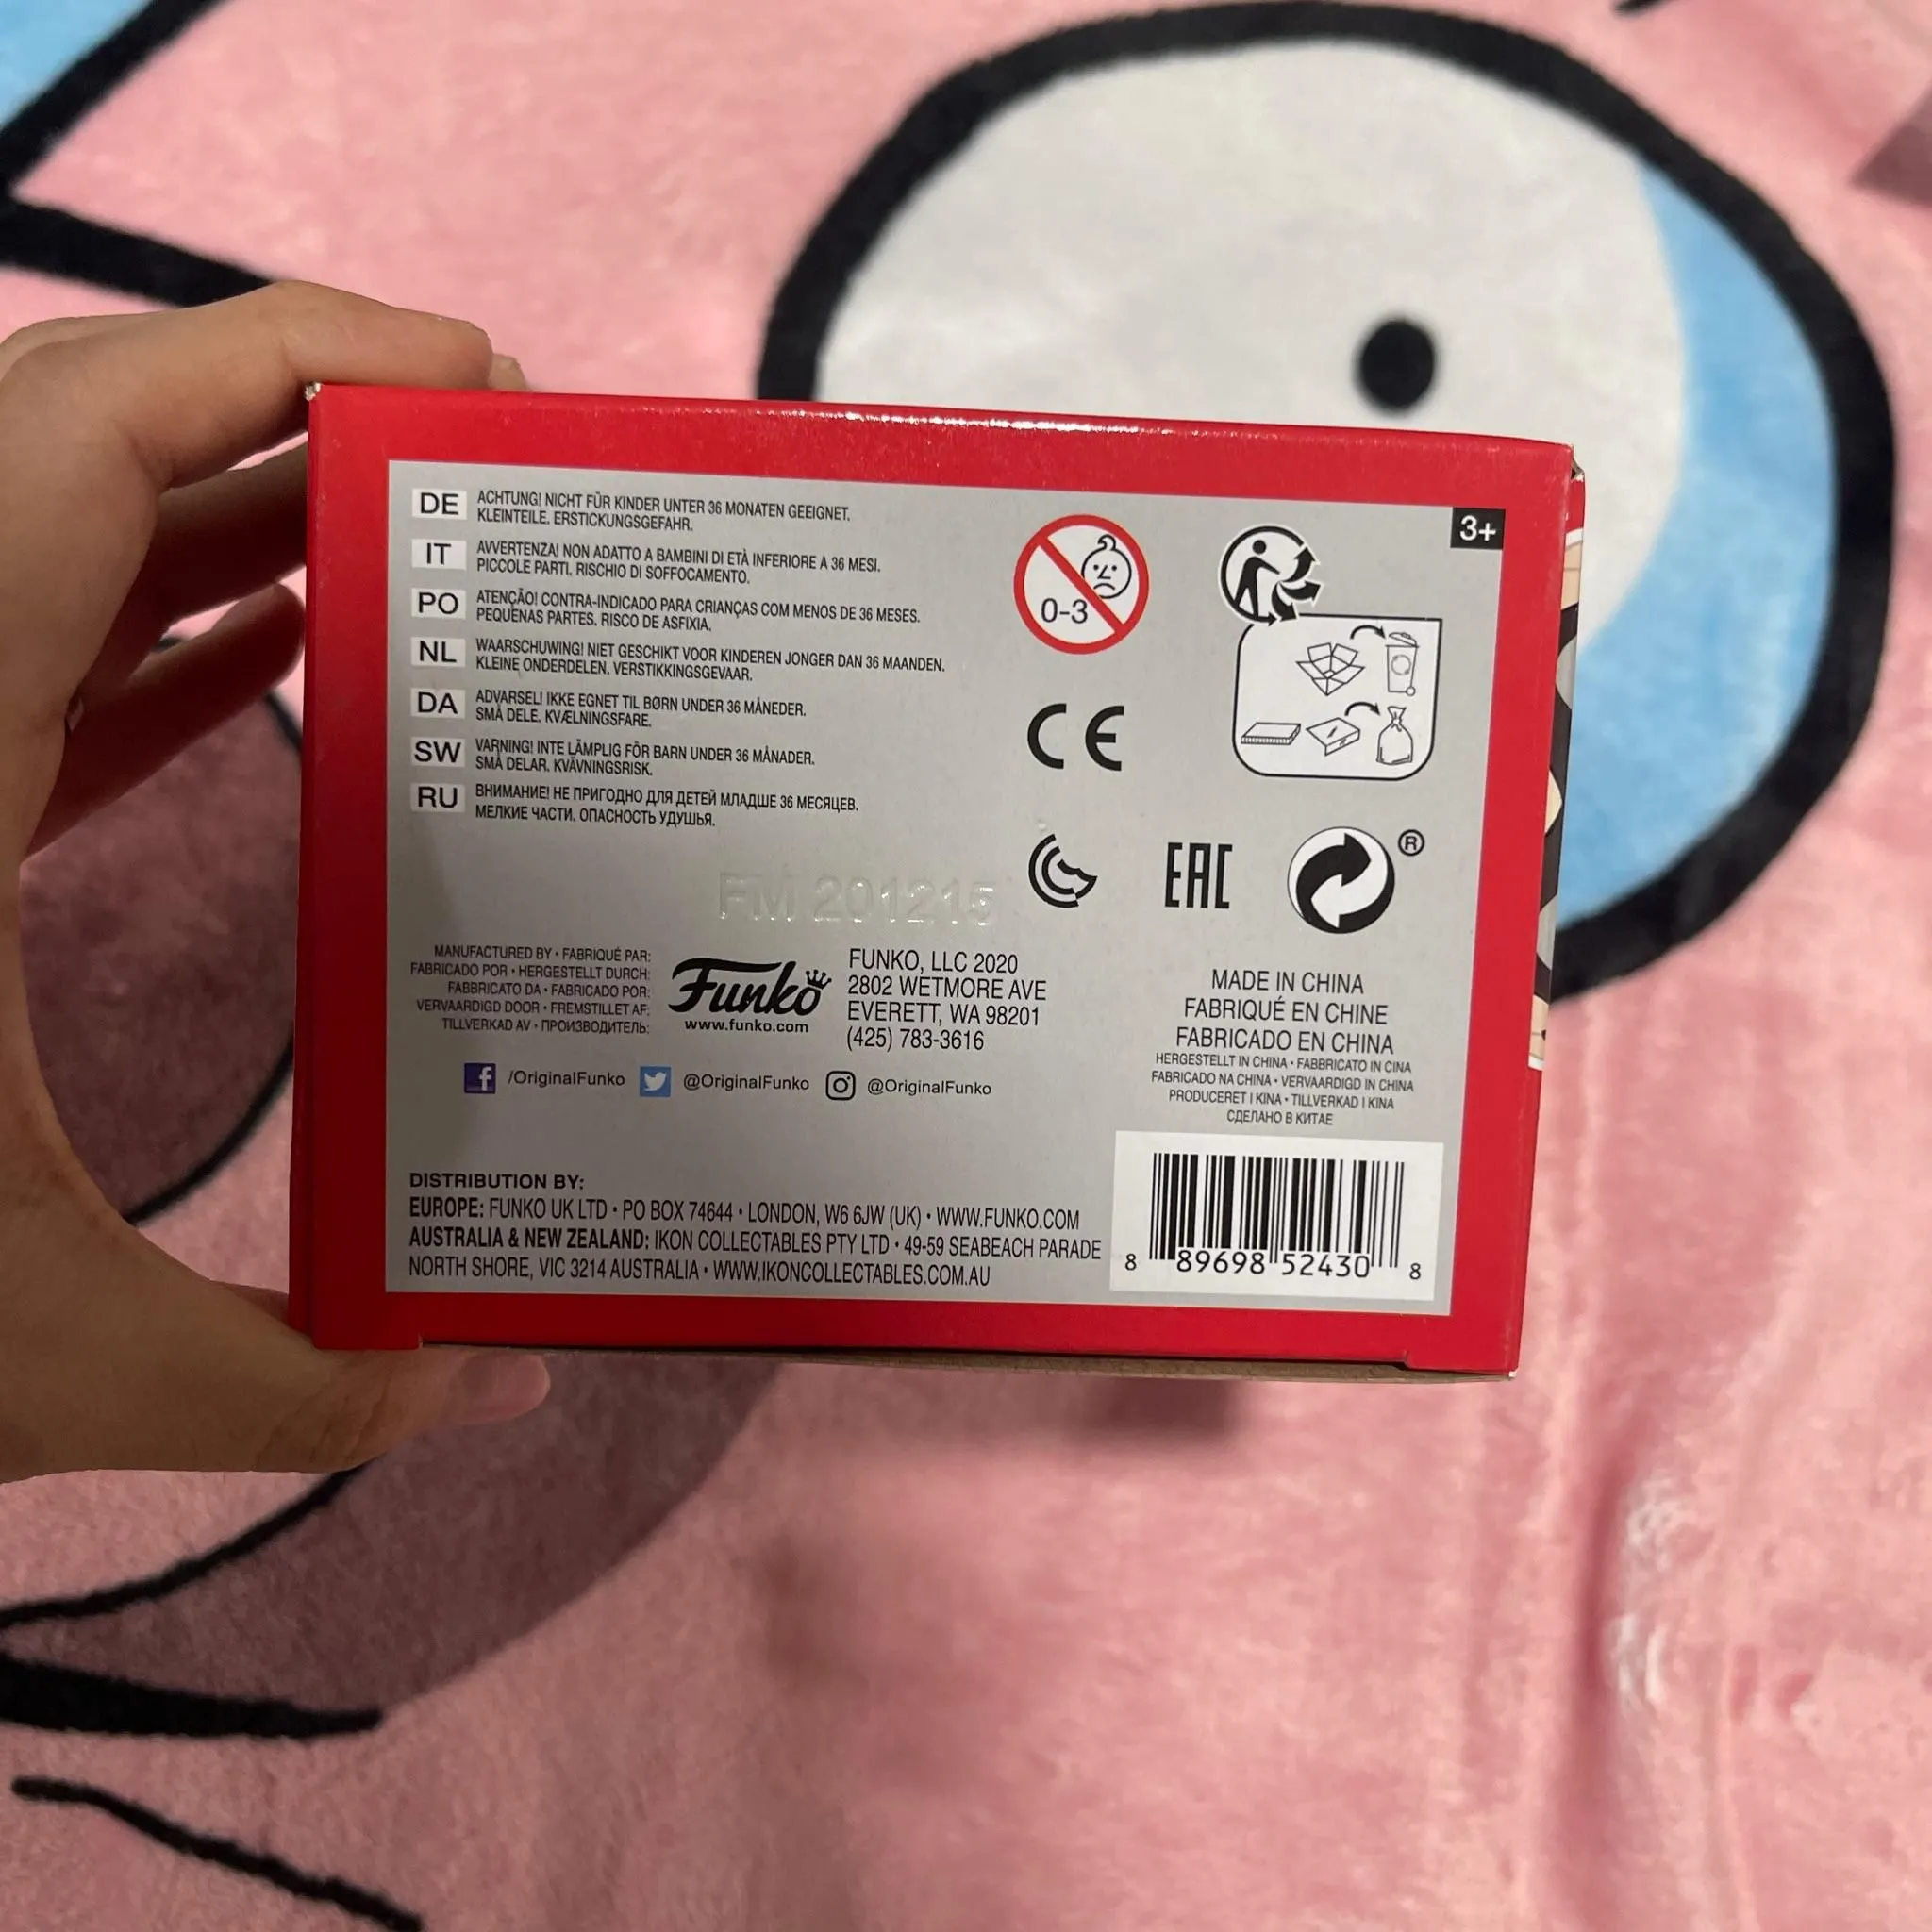 3+
DE ACHTUNG! NICHT FÜR KINDER UNTER 36 MONATEN GEEIGNET.
KLEINTEILE. ERSTICKUNGSGEFAHR.
IT AVVERTENZA! NON ADATTO A BAMBINI DI ETÀ INFERIORE A 36 MESI.
PICCOLE PARTI. RISCHIO DI SOFFOCAMENTO.
PO ATENÇÃO! CONTRA-INDICADO PARA CRIANÇAS COM MENOS DE 36 MESES.
PEQUENAS PARTES. RISCO DE ASFIXIA.
NL WAARSCHUWING! NIET GESCHIKT VOOR KINDEREN JONGER DAN 36 MAANDEN.
KLEINE ONDERDELEN. VERSTIKKINGSGEVAAR.
DA ADVARSEL! IKKE EGNET TIL BØRN UNDER 36 MÅNEDER.
SMÅ DELE. KVÆLNINGSFARE.
SW VARNING! INTE LÄMPLIG FÖR BARN UNDER 36 MÅNADER.
SMÅ DELAR. KVÄVNINGSRISK.
RU ВНИМАНИЕ! НЕ ПРИГОДНО ДЛЯ ДЕТЕЙ МЛАДШЕ 36 МЕСЯЦЕВ.
МЕЛКИЕ ЧАСТИ. ОПАСНОСТЬ УДУШЬЯ.
0-3
CE
EAC
®
FM 201215
MANUFACTURED BY • FABRIQUÉ PAR:
FABRICADO POR • HERGESTELLT DURCH:
FABBRICATO DA • FABRICADO POR:
VERVAARDIGD DOOR • FREMSTILLET AF:
TILLVERKAD AV • ПРОИЗВОДИТЕЛЬ:
Funko
www.funko.com
FUNKO, LLC 2020
2802 WETMORE AVE
EVERETT, WA 98201
(425) 783-3616
/OriginalFunko @OriginalFunko @OriginalFunko
MADE IN CHINA
FABRIQUÉ EN CHINE
FABRICADO EN CHINA
HERGESTELLT IN CHINA • FABBRICATO IN CINA
FABRICADO NA CHINA • VERVAARDIGD IN CHINA
PRODUCERET I KINA • TILLVERKAD I KINA
СДЕЛАНО В КИТАЕ
DISTRIBUTION BY:
EUROPE: FUNKO UK LTD • PO BOX 74644 • LONDON, W6 6JW (UK) • WWW.FUNKO.COM
AUSTRALIA & NEW ZEALAND: IKON COLLECTABLES PTY LTD • 49-59 SEABEACH PARADE
NORTH SHORE, VIC 3214 AUSTRALIA • WWW.IKONCOLLECTABLES.COM.AU
8 89698 52430 8